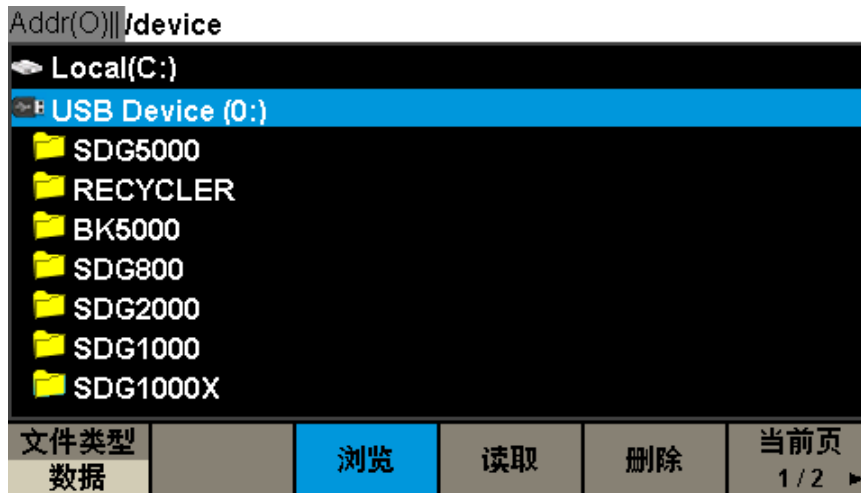 Addr(O)|| /device
Local(C:)
USB Device (0:)
SDG5000
RECYCLER
BK5000
SDG800
SDG2000
SDG1000
SDG1000X
文件类型
数据
浏览
读取
删除
当前页
1/2